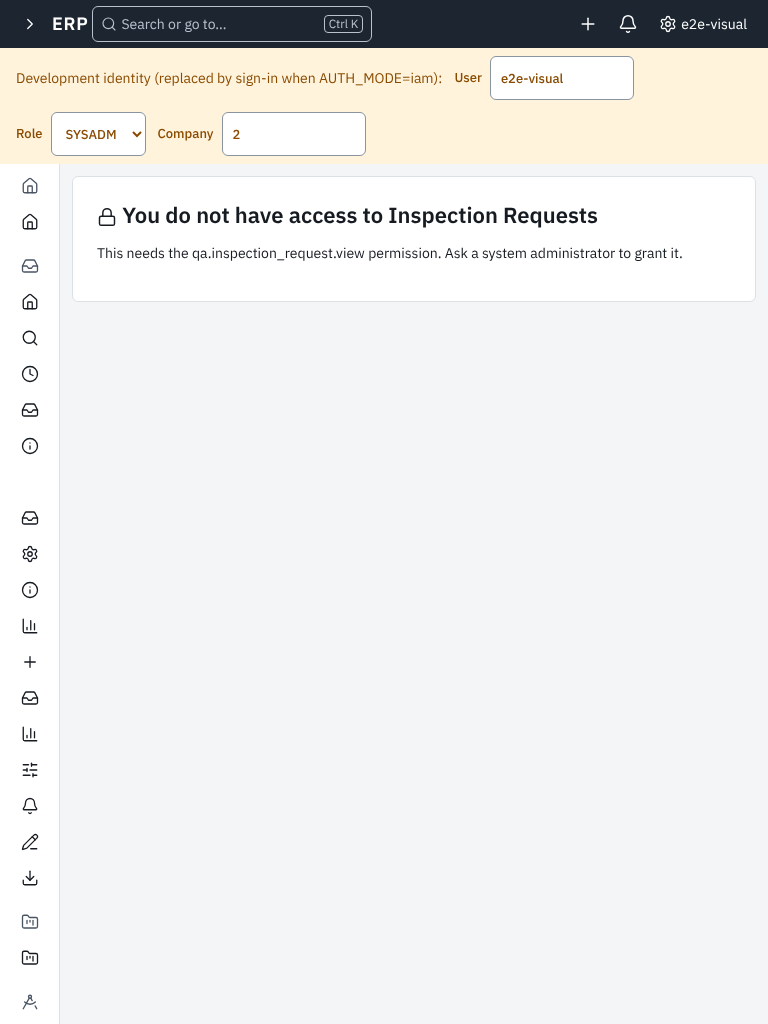 ERP Search or go to... Ctrl K e2e-visual
Development identity (replaced by sign-in when AUTH_MODE=iam): User e2e-visual
Role SYSADM Company 2
You do not have access to Inspection Requests
This needs the qa.inspection_request.view permission. Ask a system administrator to grant it.